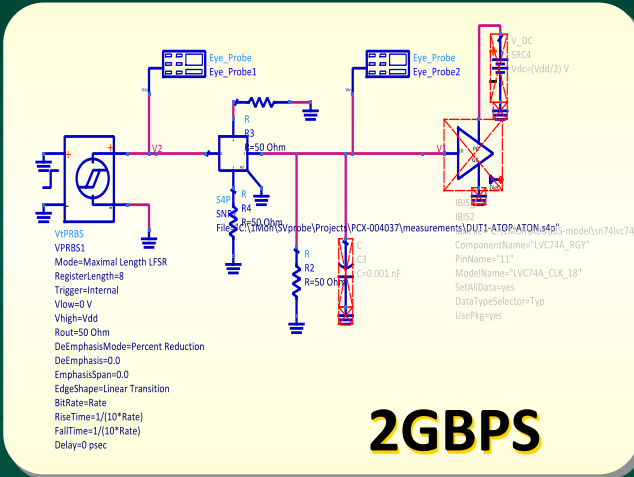 V_DC
SRC4
Vdc=(Vdd/2) V
Eye_Probe
Eye_Probe1
Eye_Probe
Eye_Probe2
R
R3
R=50 Ohm
V2
V1
S4P
R
R4
R=50 Ohm
File="C:\1Mon\SVprobe\Projects\PCX-004037\measurements\DUT1-ATOP-ATON.s4p"
IBIS2
ComponentName="LVC74A_RGY"
PinName="11"
ModelName="LVC74A_CLK_18"
SetAllData=yes
DataTypeSelector=Typ
UsePkg=yes
R
R2
R=50 Ohm
C
C3
C=0.001 nF
VtPRBS
VPRBS1
Mode=Maximal Length LFSR
RegisterLength=8
Trigger=Internal
Vlow=0 V
Vhigh=Vdd
Rout=50 Ohm
DeEmphasisMode=Percent Reduction
DeEmphasis=0.0
EmphasisSpan=0.0
EdgeShape=Linear Transition
BitRate=Rate
RiseTime=1/(10*Rate)
FallTime=1/(10*Rate)
Delay=0 psec
2GBPS